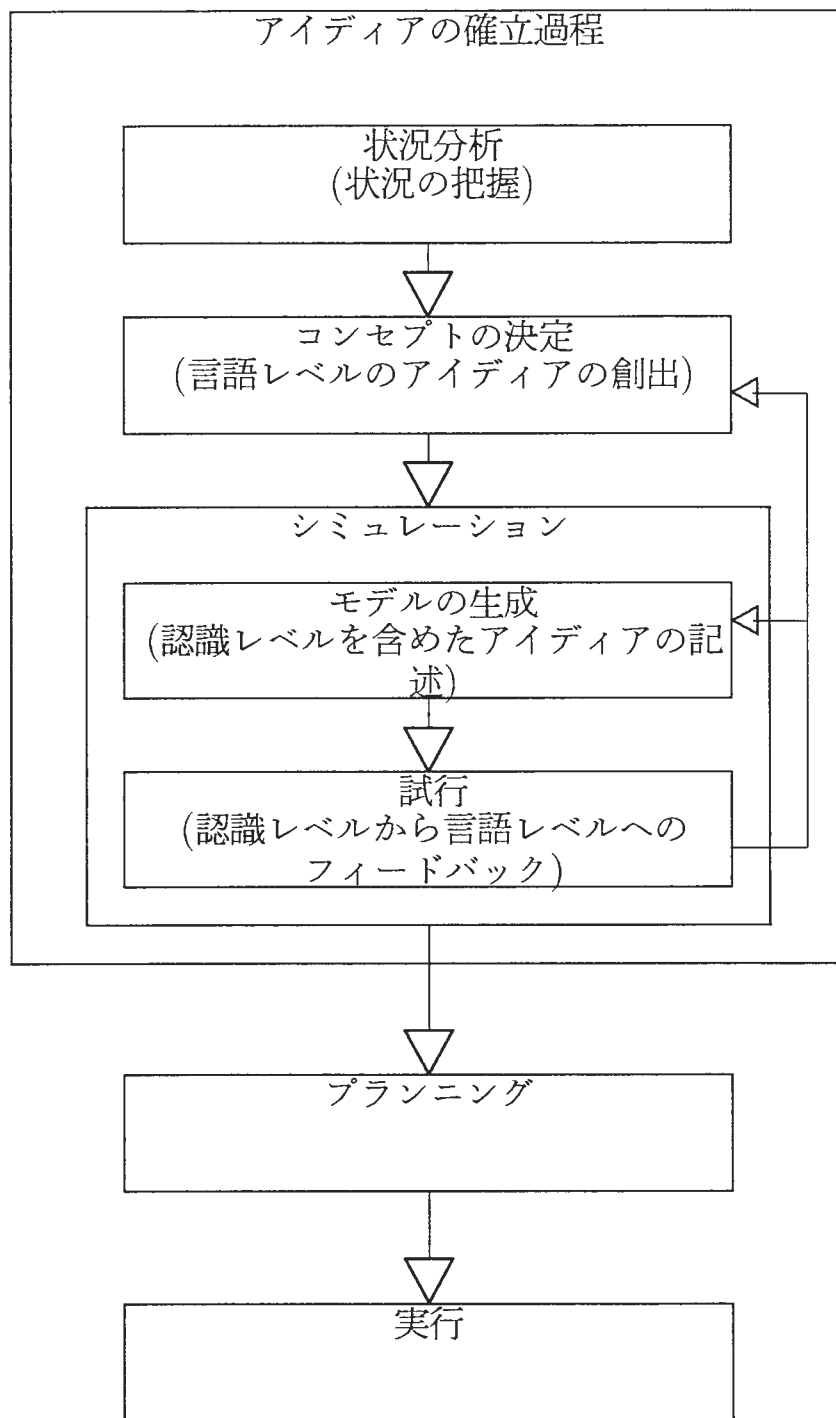 アイディアの確立過程
状況分析
(状況の把握)
コンセプトの決定
(言語レベルのアイディアの創出)
シミュレーション
モデルの生成
(認識レベルを含めたアイディアの記
述)
試行
(認識レベルから言語レベルへの
フィードバック)
プランニング
実行